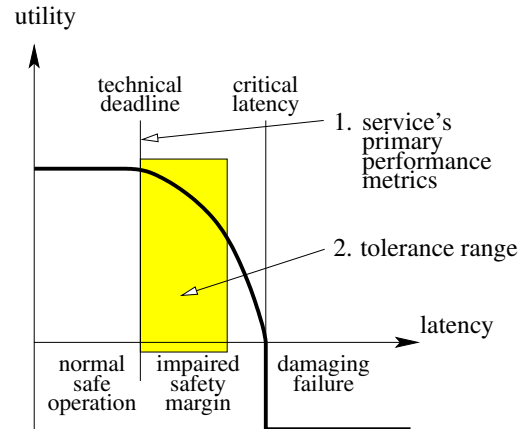 utility
technical
deadline
critical
latency
1. service's
primary
performance
metrics
2. tolerance range
latency
normal
safe
operation
impaired
safety
margin
damaging
failure